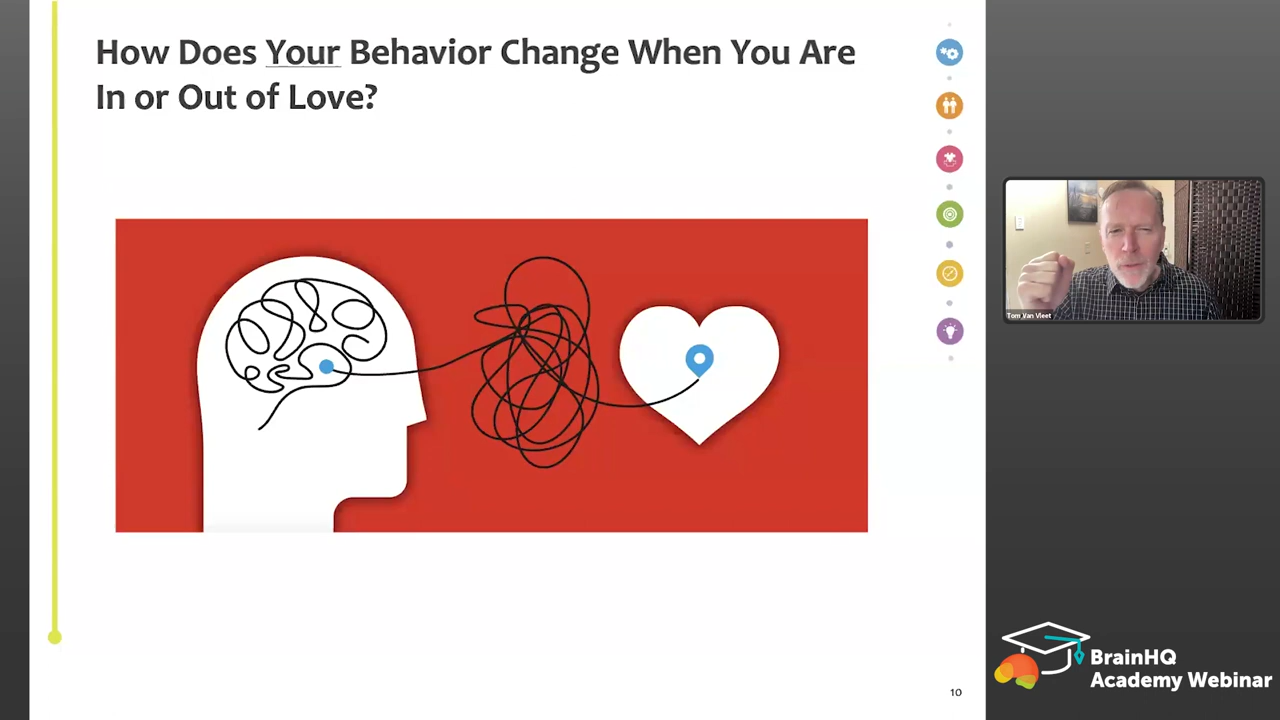 How Does Your Behavior Change When You Are
In or Out of Love?
Tom Van Vleet
BrainHQ
Academy Webinar
10